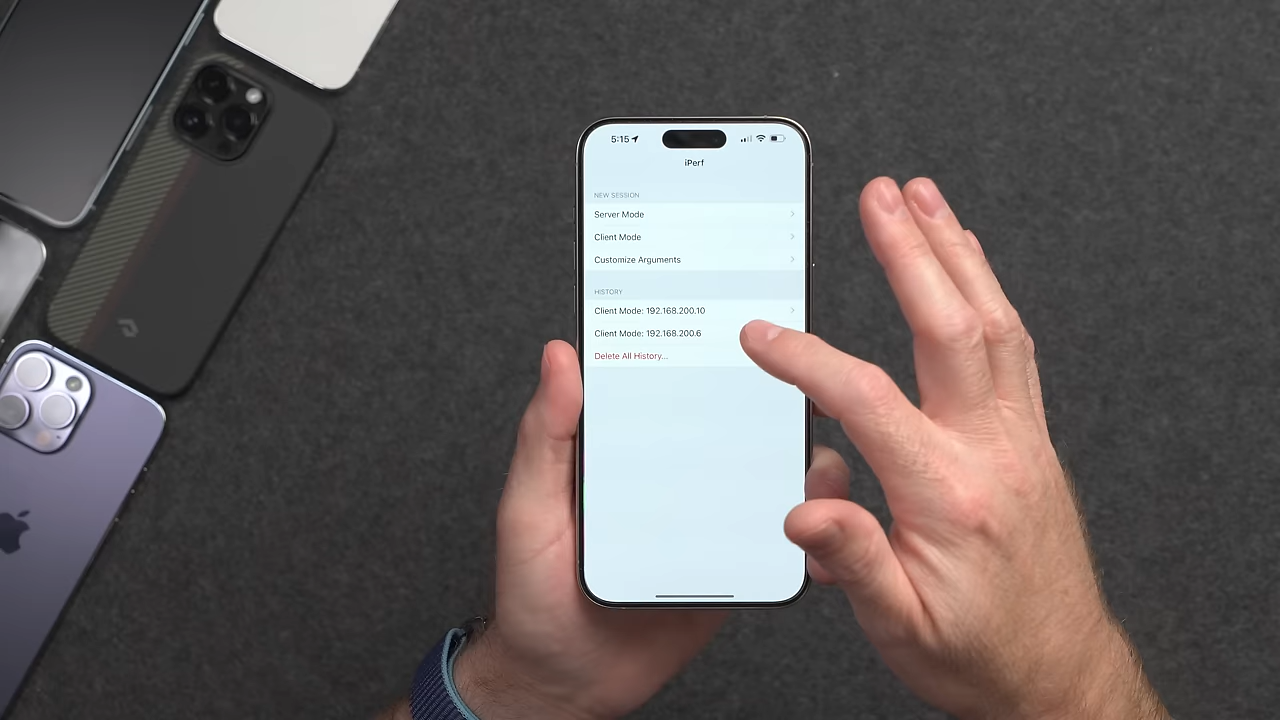 5:15
iPerf
NEW SESSION
Server Mode
Client Mode
Customize Arguments
HISTORY
Client Mode: 192.168.200.10
Client Mode: 192.168.200.6
Delete All History...